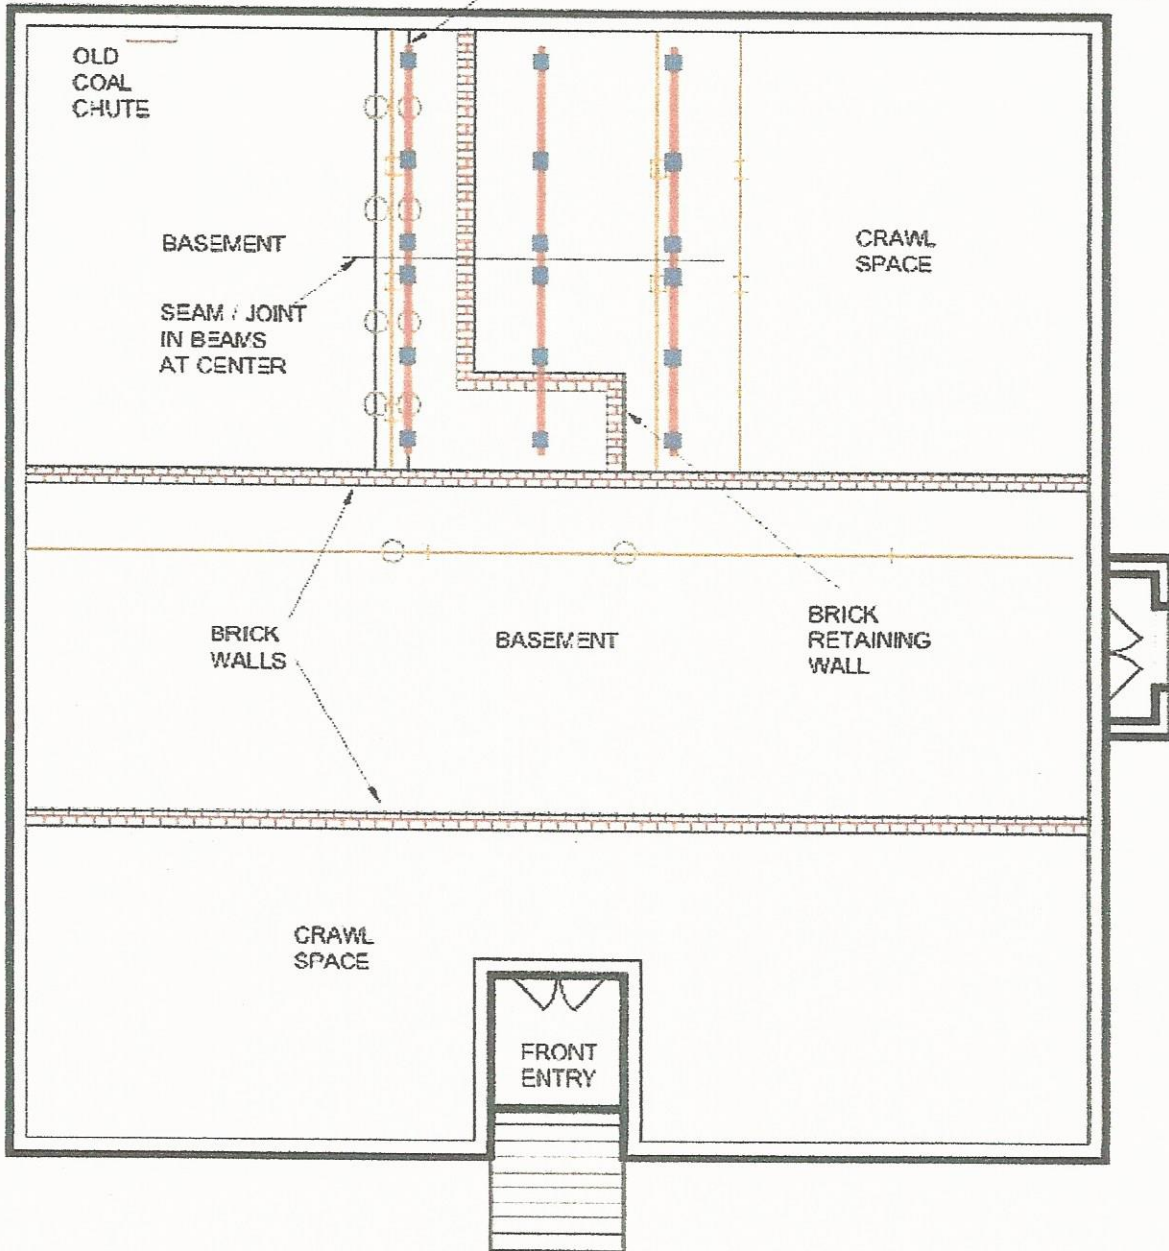 OLD
COAL
CHUTE
BASEMENT
CRAWL
SPACE
SEAM / JOINT
IN BEAMS
AT CENTER
BRICK
WALLS
BASEMENT
BRICK
RETAINING
WALL
CRAWL
SPACE
FRONT
ENTRY